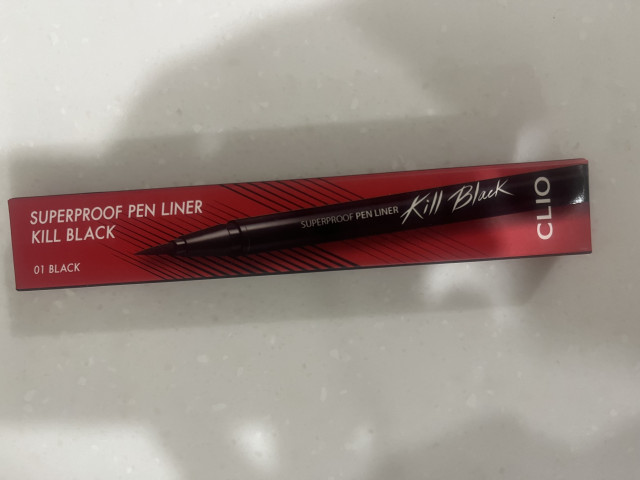 SUPERPROOF PEN LINER
KILL BLACK
01 BLACK
SUPERPROOF PEN LINER Kill Black
CLIO